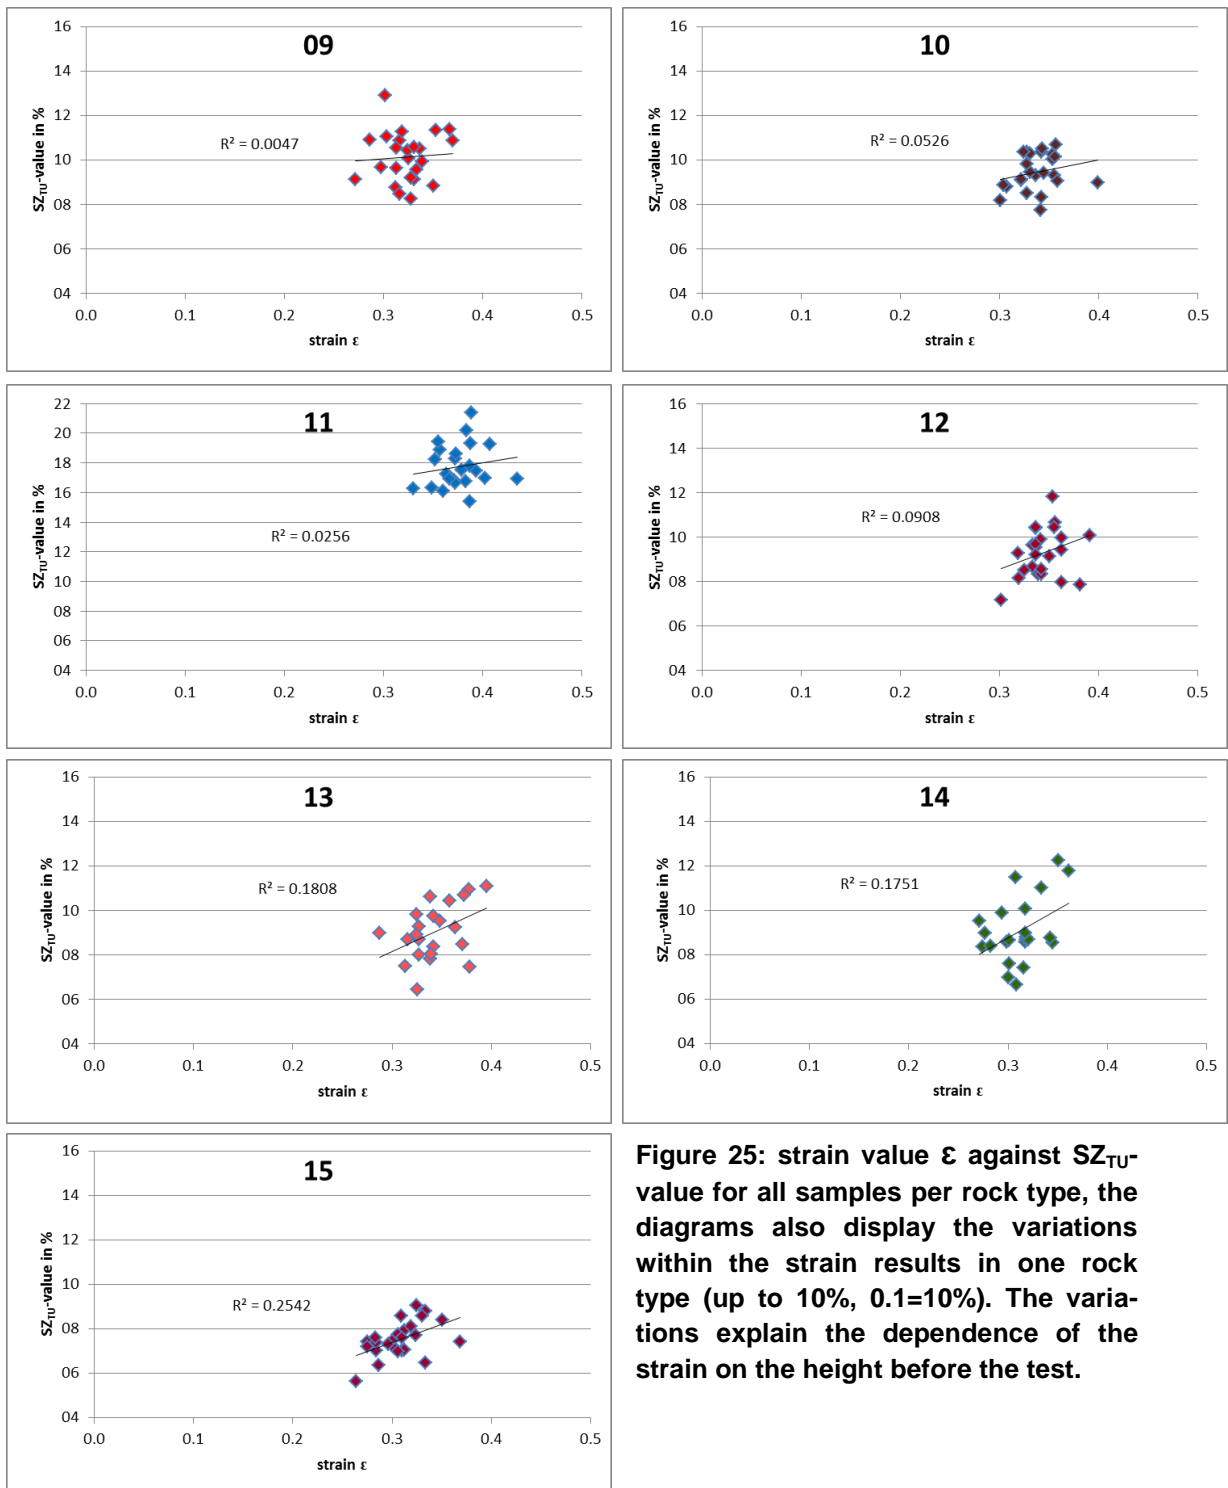 09
16
14
12
10
08
06
04
SZTU-value in %
R² = 0.0047
0.0 0.1 0.2 0.3 0.4 0.5
strain ε
10
16
14
12
10
08
06
04
SZTU-value in %
R² = 0.0526
0.0 0.1 0.2 0.3 0.4 0.5
strain ε
11
22
20
18
16
14
12
10
08
06
04
SZTU-value in %
R² = 0.0256
0.0 0.1 0.2 0.3 0.4 0.5
strain ε
12
16
14
12
10
08
06
04
SZTU-value in %
R² = 0.0908
0.0 0.1 0.2 0.3 0.4 0.5
strain ε
13
16
14
12
10
08
06
04
SZTU-value in %
R² = 0.1808
0.0 0.1 0.2 0.3 0.4 0.5
strain ε
14
16
14
12
10
08
06
04
SZTU-value in %
R² = 0.1751
0.0 0.1 0.2 0.3 0.4 0.5
strain ε
15
16
14
12
10
08
06
04
SZTU-value in %
R² = 0.2542
0.0 0.1 0.2 0.3 0.4 0.5
strain ε
Figure 25: strain value ε against SZTU-
value for all samples per rock type, the
diagrams also display the variations
within the strain results in one rock
type (up to 10%, 0.1=10%). The varia-
tions explain the dependence of the
strain on the height before the test.